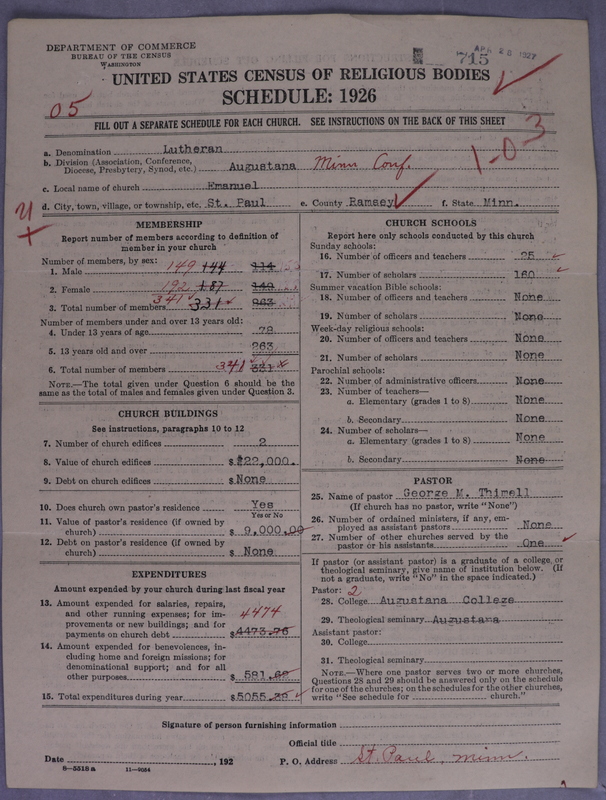 DEPARTMENT OF COMMERCE
BUREAU OF THE CENSUS
WASHINGTON
APR 26 1927
715
UNITED STATES CENSUS OF RELIGIOUS BODIES
SCHEDULE: 1926
05
FILL OUT A SEPARATE SCHEDULE FOR EACH CHURCH. SEE INSTRUCTIONS ON THE BACK OF THIS SHEET
1-0-3
a. Denomination Lutheran
b. Division (Association, Conference, Diocese, Presbytery, Synod, etc.) Augustana Minn Conf.
c. Local name of church Emanuel
d. City, town, village, or township, etc. St. Paul e. County Ramsey f. State Minn.
MEMBERSHIP
Report number of members according to definition of
member in your church
Number of members, by sex:
1. Male 149 144 114
2. Female 192 187 149
3. Total number of members 341 331 263
Number of members under and over 13 years old:
4. Under 13 years of age 78
5. 13 years old and over 263
6. Total number of members 341 321
NOTE.—The total given under Question 6 should be the
same as the total of males and females given under Question 3.
CHURCH BUILDINGS
See instructions, paragraphs 10 to 12
7. Number of church edifices 2
8. Value of church edifices $ $22,000.
9. Debt on church edifices $ None
10. Does church own pastor's residence Yes
Yes or No
11. Value of pastor's residence (if owned by
church) $ 9,000.00
12. Debt on pastor's residence (if owned by
church) $ None
EXPENDITURES
Amount expended by your church during last fiscal year
13. Amount expended for salaries, repairs,
and other running expenses; for im-
provements or new buildings; and for
payments on church debt $ 4473.76 4474
14. Amount expended for benevolences, in-
cluding home and foreign missions; for
denominational support; and for all
other purposes $ 581.62
15. Total expenditures during year $ 5055.38
CHURCH SCHOOLS
Report here only schools conducted by this church
Sunday schools:
16. Number of officers and teachers 25
17. Number of scholars 160
Summer vacation Bible schools:
18. Number of officers and teachers None
19. Number of scholars None
Week-day religious schools:
20. Number of officers and teachers None
21. Number of scholars None
Parochial schools:
22. Number of administrative officers None
23. Number of teachers—
a. Elementary (grades 1 to 8) None
b. Secondary None
24. Number of scholars—
a. Elementary (grades 1 to 8) None
b. Secondary None
PASTOR
25. Name of pastor George M. Thimell
(If church has no pastor, write "None")
26. Number of ordained ministers, if any, em-
ployed as assistant pastors None
27. Number of other churches served by the
pastor or his assistants One
If pastor (or assistant pastor) is a graduate of a college or
theological seminary, give name of institution below. (If
not a graduate, write "No" in the space indicated.)
Pastor: 2
28. College Augustana College
29. Theological seminary Augustana
Assistant pastor:
30. College
31. Theological seminary
NOTE.—Where one pastor serves two or more churches,
Questions 28 and 29 should be answered only on the schedule
for one of the churches; on the schedules for the other churches,
write "See schedule for church."
Signature of person furnishing information
Official title
Date , 192 P. O. Address St. Paul, Minn.
8-5518 a 11-9064